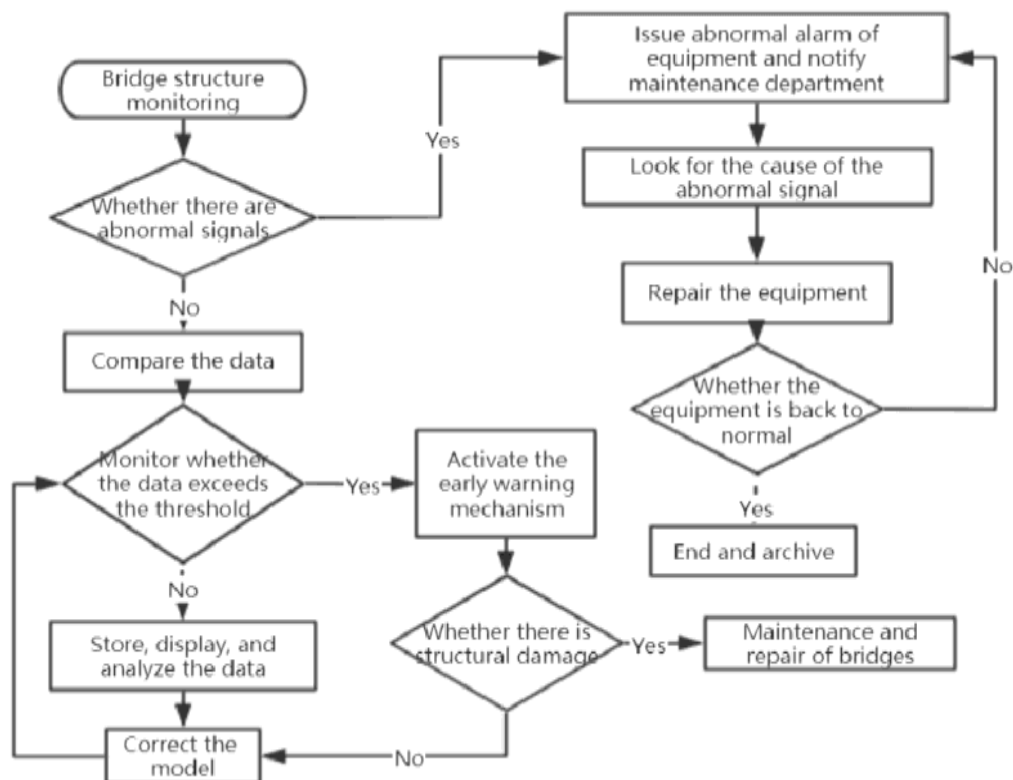 Bridge structure
monitoring
Whether there are
abnormal signals
Yes
No
Compare the data
Monitor whether
the data exceeds
the threshold
Yes
No
Store, display, and
analyze the data
Correct the
model
Activate the
early warning
mechanism
Whether there is
structural damage
Yes
No
Maintenance and
repair of bridges
Issue abnormal alarm of
equipment and notify
maintenance department
Look for the cause of the
abnormal signal
Repair the equipment
Whether the
equipment is back to
normal
No
Yes
End and archive